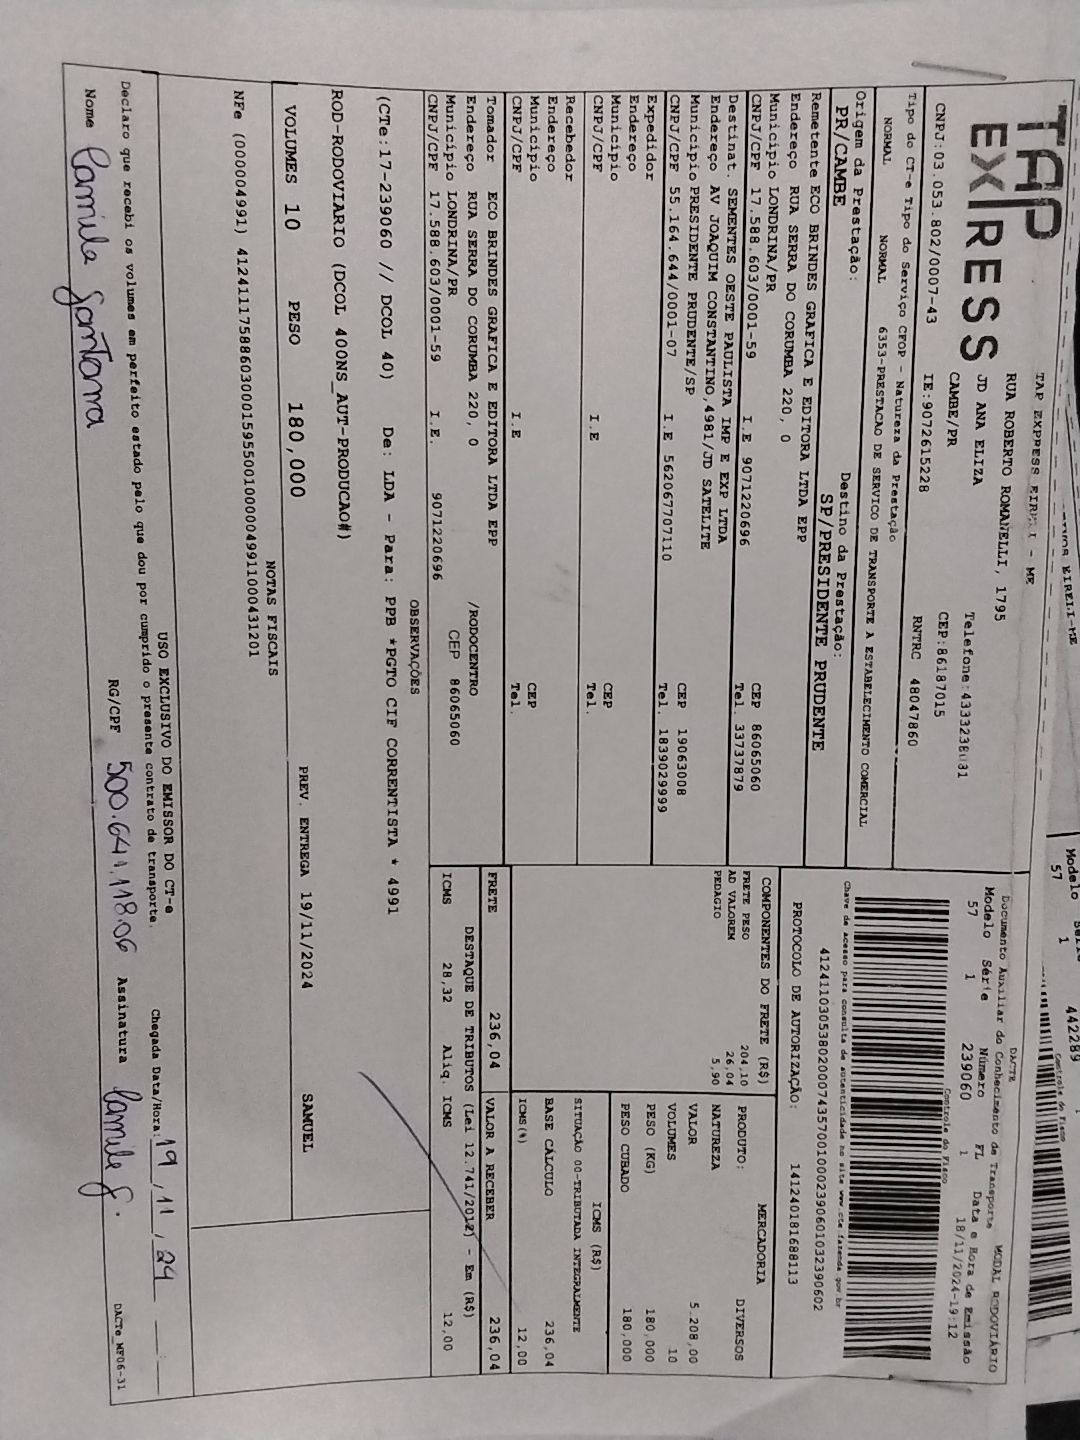 TAP EXPRESS EIRELI - ME
TAP
EXPRESS
RUA ROBERTO ROMANELLI, 1795
JD ANA ELIZA
CAMBE/PR
Telefone:4333238031
CEP:86187015
CNPJ:03.053.802/0007-43 IE:9072615228 RNTRC 48047860
Tipo do CT-e Tipo do Serviço CFOP - Natureza da Prestação
NORMAL NORMAL 6353-PRESTACAO DE SERVICO DE TRANSPORTE A ESTABELECIMENTO COMERCIAL
Origem da Prestação: Destino da Prestação:
PR/CAMBE SP/PRESIDENTE PRUDENTE
Remetente ECO BRINDES GRAFICA E EDITORA LTDA EPP
Endereço RUA SERRA DO CORUMBA 220, 0
Município LONDRINA/PR CEP 86065060
CNPJ/CPF 17.588.603/0001-59 I.E 9071220696 Tel. 33737879
Destinat. SEMENTES OESTE PAULISTA IMP E EXP LTDA
Endereço AV JOAQUIM CONSTANTINO,4981/JD SATELITE
Município PRESIDENTE PRUDENTE/SP CEP 19063008
CNPJ/CPF 55.164.644/0001-07 I.E 562067707110 Tel. 1839029999
Expedidor
Endereço
Município CEP
CNPJ/CPF I.E Tel.
Recebedor
Endereço
Município CEP
CNPJ/CPF I.E Tel.
Tomador ECO BRINDES GRAFICA E EDITORA LTDA EPP
Endereço RUA SERRA DO CORUMBA 220, 0 /RODOCENTRO
Município LONDRINA/PR CEP 86065060
CNPJ/CPF 17.588.603/0001-59 I.E. 9071220696
DACTE MODAL RODOVIÁRIO
Documento Auxiliar do Conhecimento de Transporte
Modelo Série Número FL Data e Hora de Emissão
57 1 239060 1 18/11/2024-19:12
Controle do Fisco
Chave de acesso para consulta de autenticidade no site www.cte.fazenda.gov.br
41241103053802000743570010002390601032390602
PROTOCOLO DE AUTORIZAÇÃO: 141240181688113
COMPONENTES DO FRETE (R$)
FRETE PESO 204,10
AD VALOREM 26,04
PEDAGIO 5,90
MERCADORIA
PRODUTO: DIVERSOS
NATUREZA
VALOR 5.208,00
VOLUMES 10
PESO (KG) 180,000
PESO CUBADO 180,000
ICMS (R$)
SITUAÇÃO 00-TRIBUTADA INTEGRALMENTE
BASE CÁLCULO 236,04
ICMS(%) 12,00
FRETE 236,04 VALOR A RECEBER 236,04
DESTAQUE DE TRIBUTOS (Lei 12.741/2012) - Em (R$)
ICMS 28,32 Aliq. ICMS 12,00
OBSERVAÇÕES
(CTe:17-239060 // DCOL 40) De: LDA - Para: PPB *PGTO CIF CORRENTISTA * 4991
ROD-RODOVIARIO (DCOL 400NS_AUT-PRODUCAO#)
VOLUMES 10 PESO 180,000 PREV. ENTREGA 19/11/2024 SAMUEL
NOTAS FISCAIS
NFe (000004991) 41241117588603000159550010000049911000431201
USO EXCLUSIVO DO EMISSOR DO CT-e
Declaro que recebi os volumes em perfeito estado pelo que dou por cumprido o presente contrato de transporte.
Chegada Data/Hora: 19/11/24
Nome Camile Santana RG/CPF 500.641.118.06 Assinatura Camile S.
DACTe_MF06-31
EIRELI-ME
Modelo
57 1 442289
Controle do Fisco